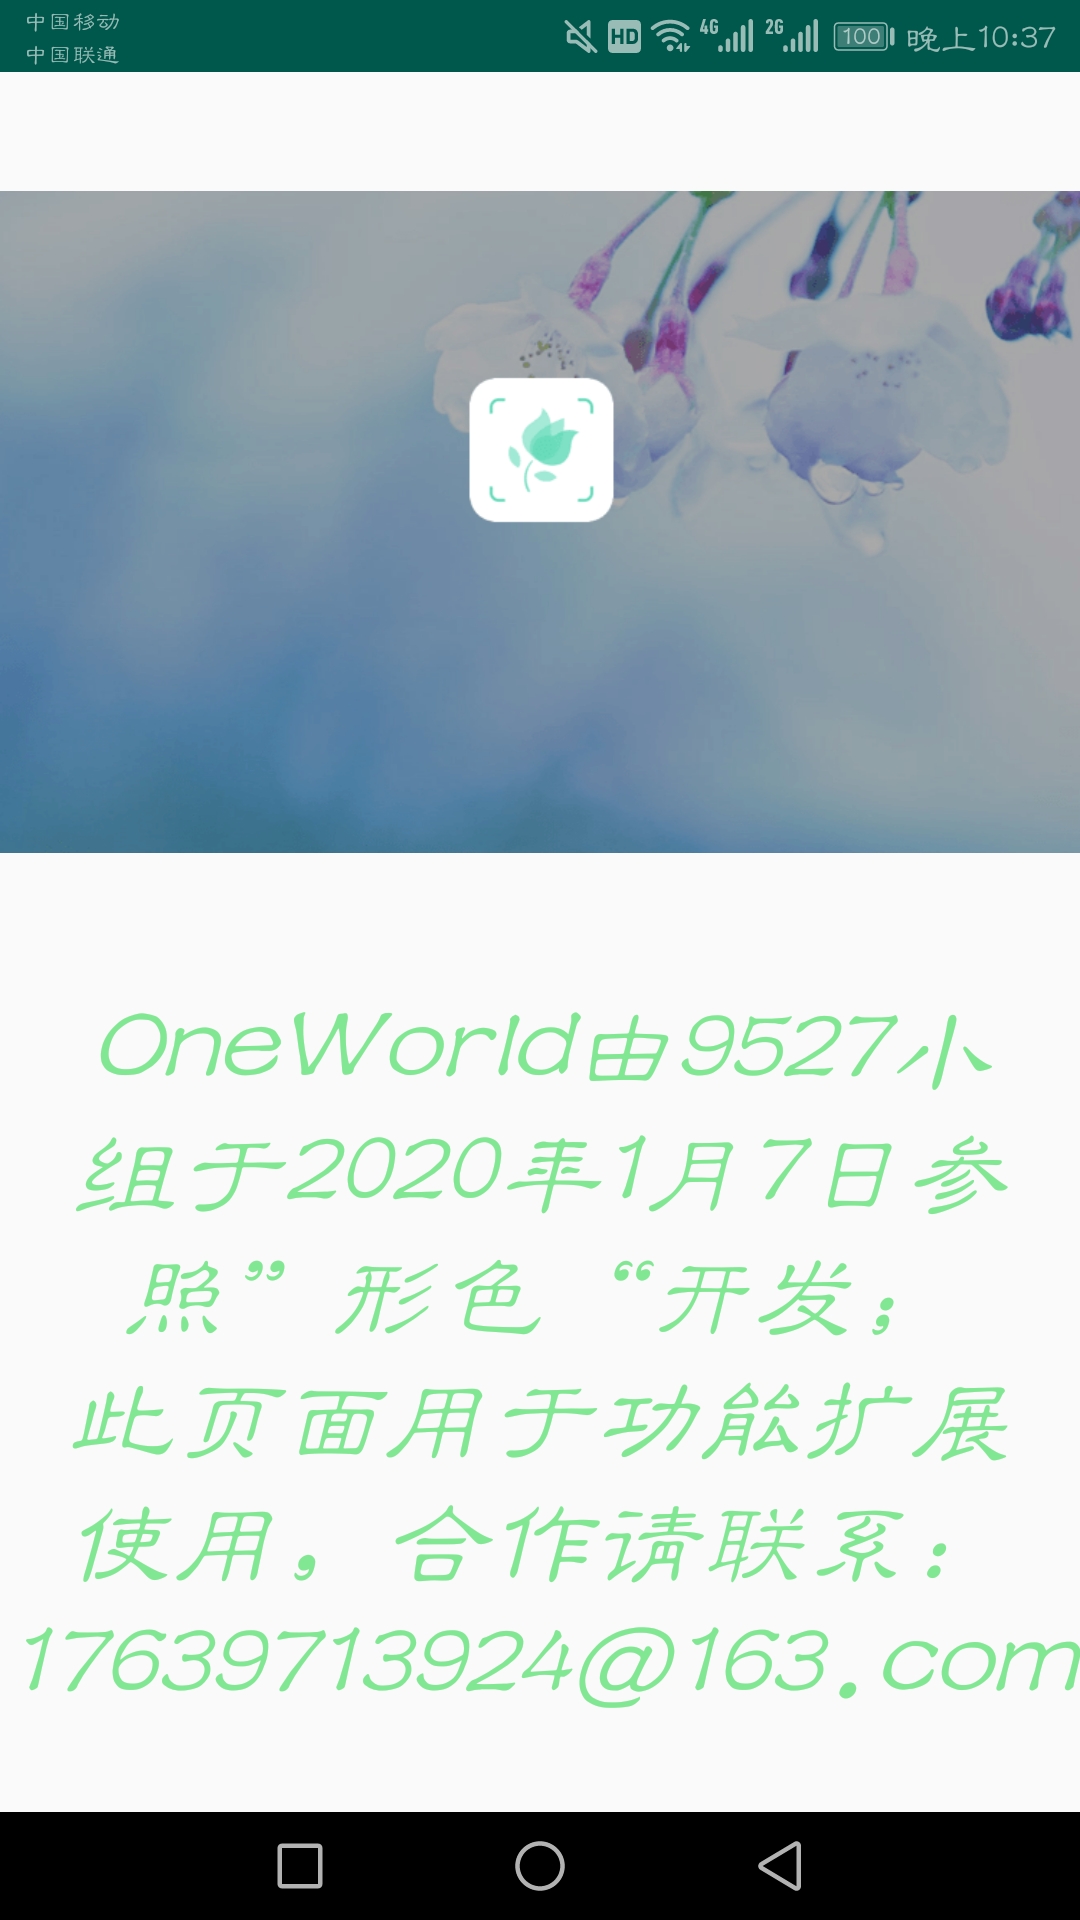 中国移动
中国联通
HD 4G 2G 100 晚上10:37
OneWorld由9527小
组于2020年1月7日参
照”形色“开发；
此页面用于功能扩展
使用，合作请联系：
17639713924@163.com